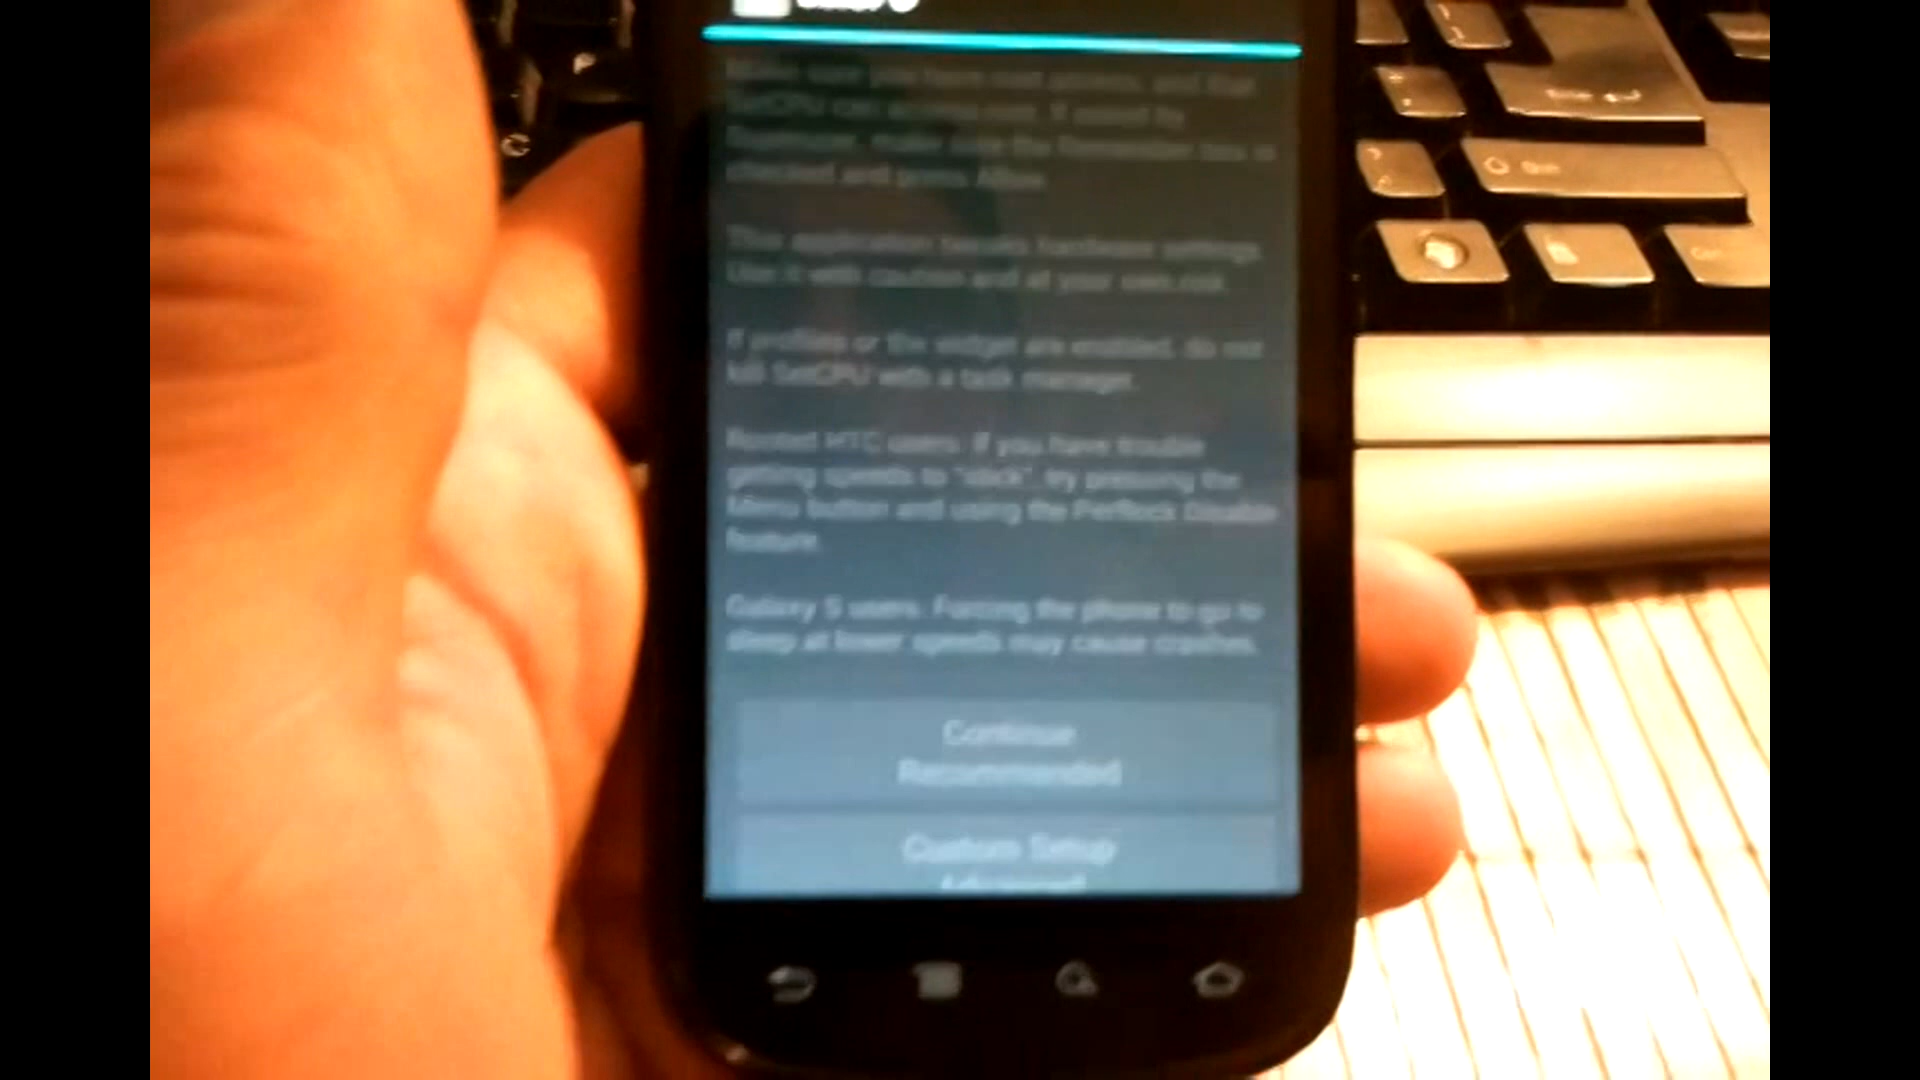 Make sure you have root access, and that
SetCPU can access root. If asked by
Superuser, make sure the Remember box is
checked and press Allow.
This application tweaks hardware settings.
Use it with caution and at your own risk.
If profiles or the widget are enabled, do not
kill SetCPU with a task manager.
Rooted HTC users: If you have trouble
getting speeds to "stick", try pressing the
Menu button and using the Perflock Disable
feature.
Galaxy S users: Forcing the phone to go to
sleep at lower speeds may cause crashes.
Continue
Recommended
Custom Setup
Advanced